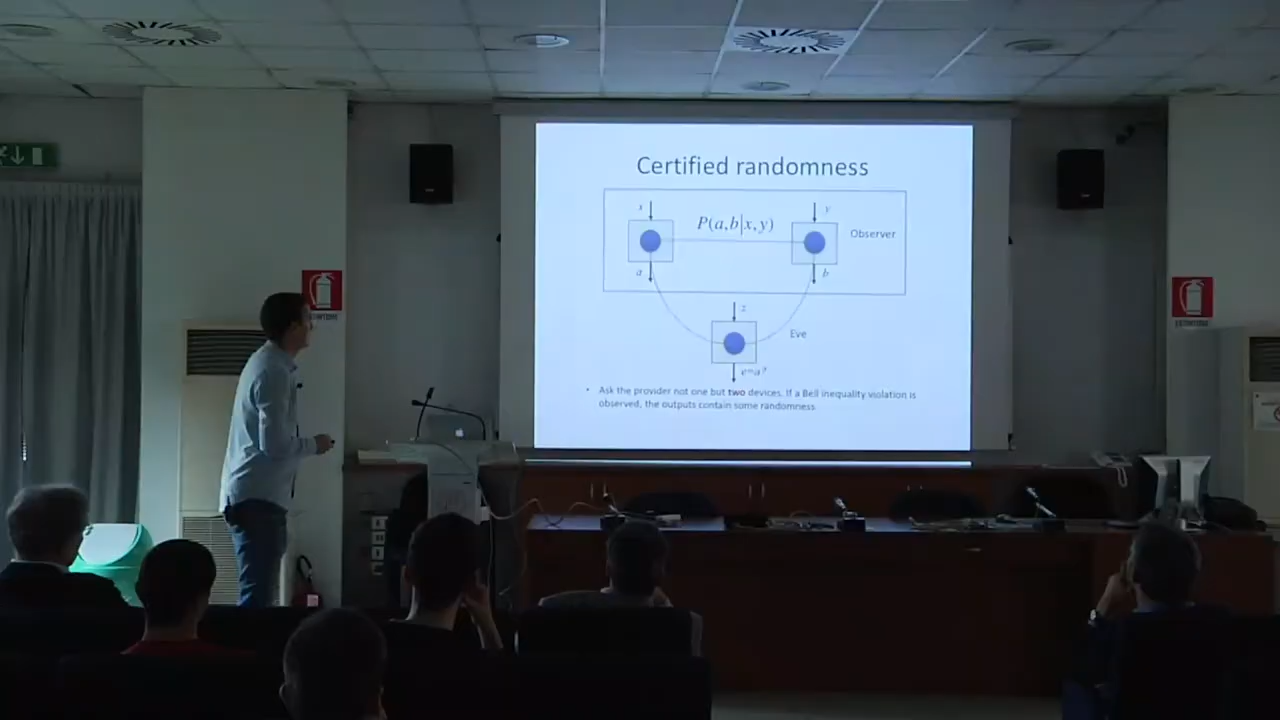 Certified randomness
x
y
P(a,b|x,y)
Observer
a
b
z
Eve
e=a?
• Ask the provider not one but two devices. If a Bell inequality violation is
observed, the outputs contain some randomness.
ESTINTORE